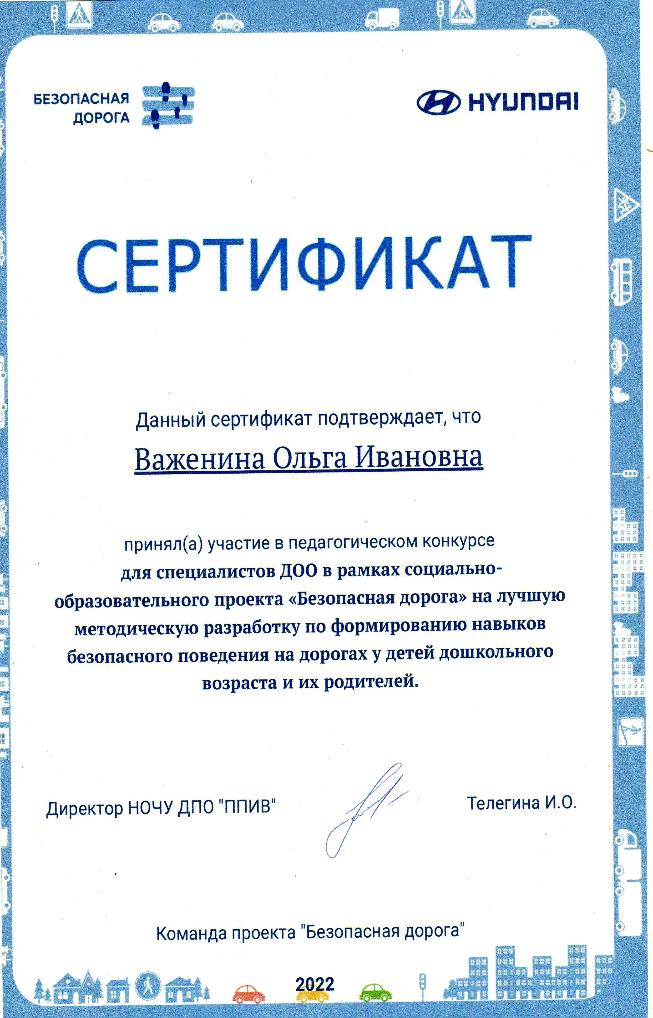 БЕЗОПАСНАЯ
ДОРОГА
HYUNDAI
СЕРТИФИКАТ
Данный сертификат подтверждает, что
Важенина Ольга Ивановна
принял(а) участие в педагогическом конкурсе
для специалистов ДОО в рамках социально-
образовательного проекта «Безопасная дорога» на лучшую
методическую разработку по формированию навыков
безопасного поведения на дорогах у детей дошкольного
возраста и их родителей.
Директор НОЧУ ДПО "ППИВ"
Телегина И.О.
Команда проекта "Безопасная дорога"
2022